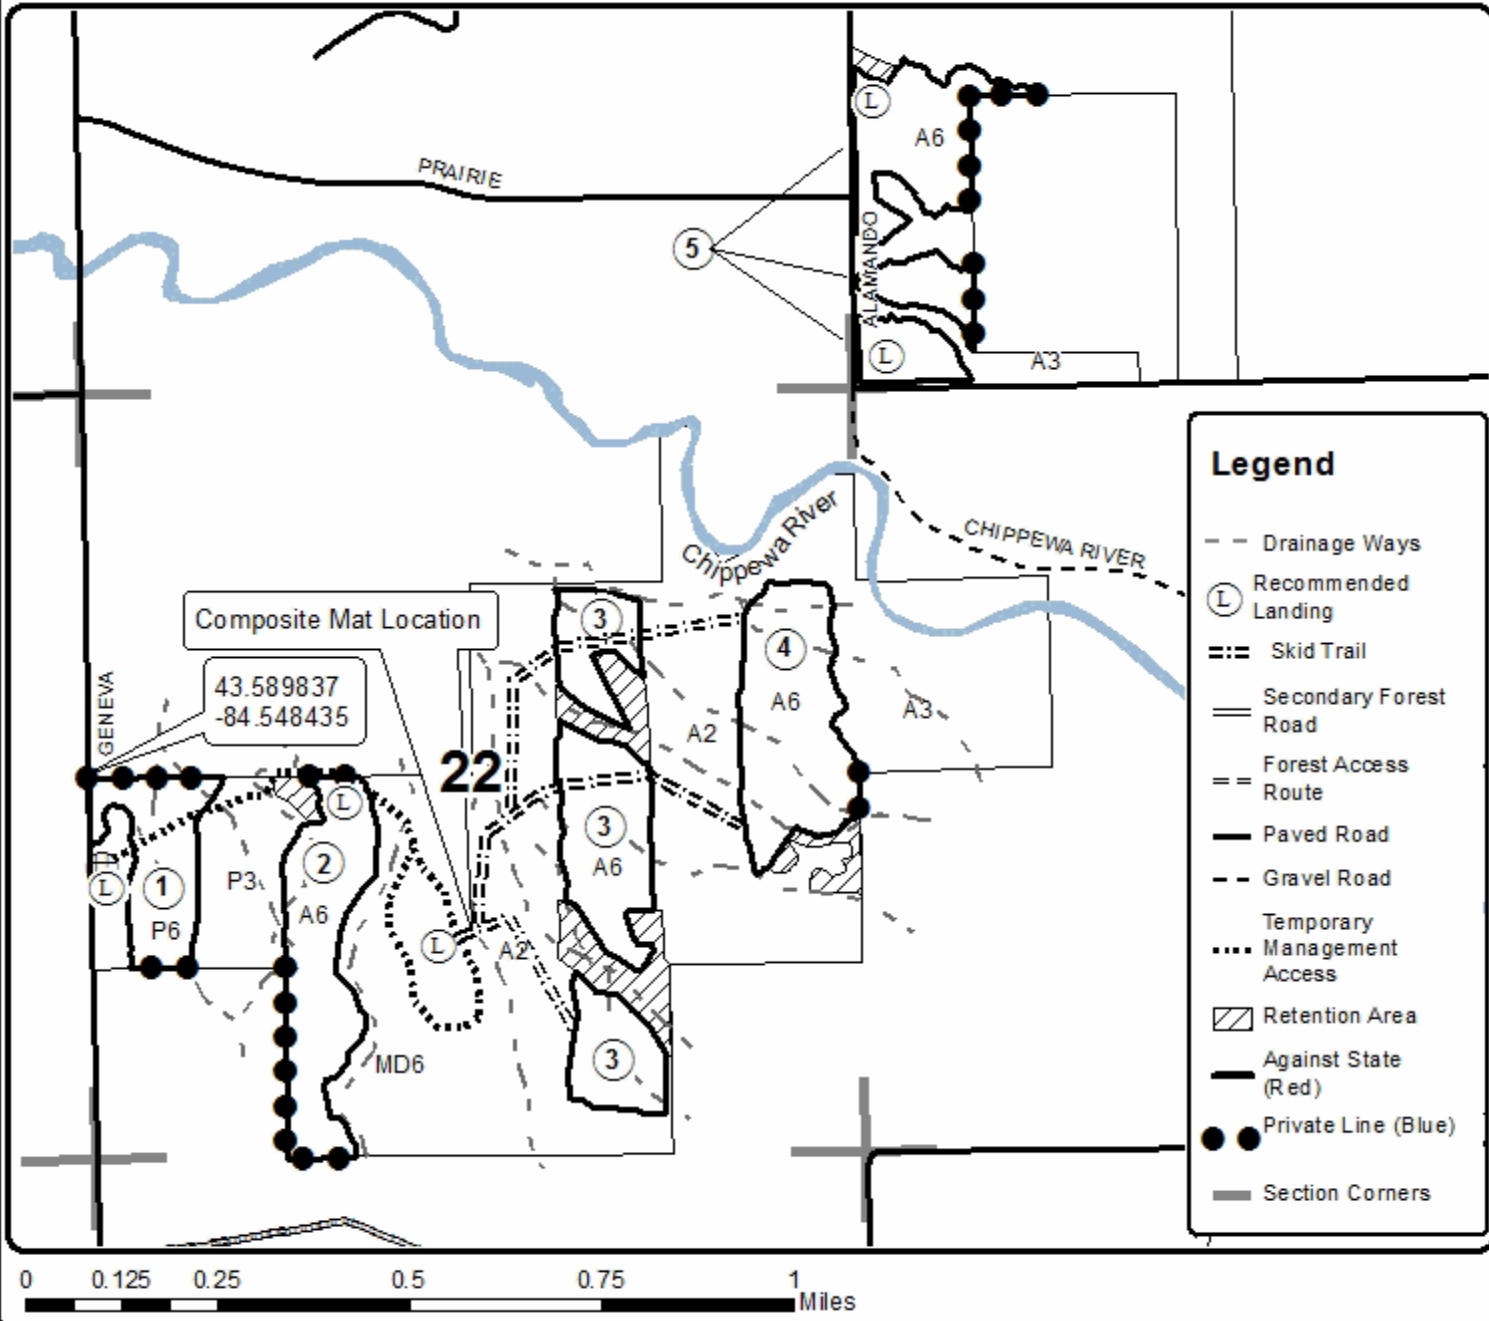 L
A6
PRAIRIE
5
ALAMANDO
L
A3
Chippewa River
CHIPPEWA RIVER
Composite Mat Location
43.589837
-84.548435
GENEVA
3
4
A6
A2
A3
22
L
2
A6
P3
L
1
P6
3
A6
L
A2
MD6
3
Legend
Drainage Ways
L
Recommended
Landing
Skid Trail
Secondary Forest
Road
Forest Access
Route
Paved Road
Gravel Road
Temporary
Management
Access
Retention Area
Against State
(Red)
Private Line (Blue)
Section Corners
0 0.125 0.25 0.5 0.75 1
Miles